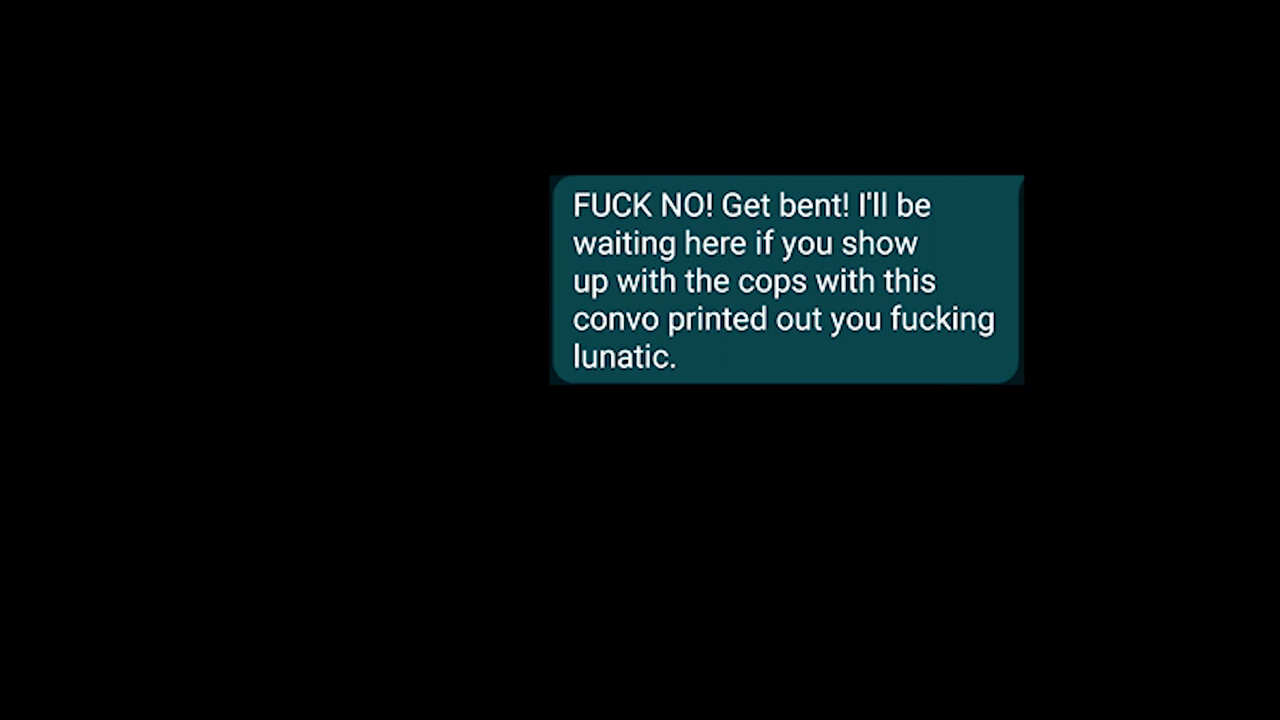 FUCK NO! Get bent! I'll be
waiting here if you show
up with the cops with this
convo printed out you fucking
lunatic.